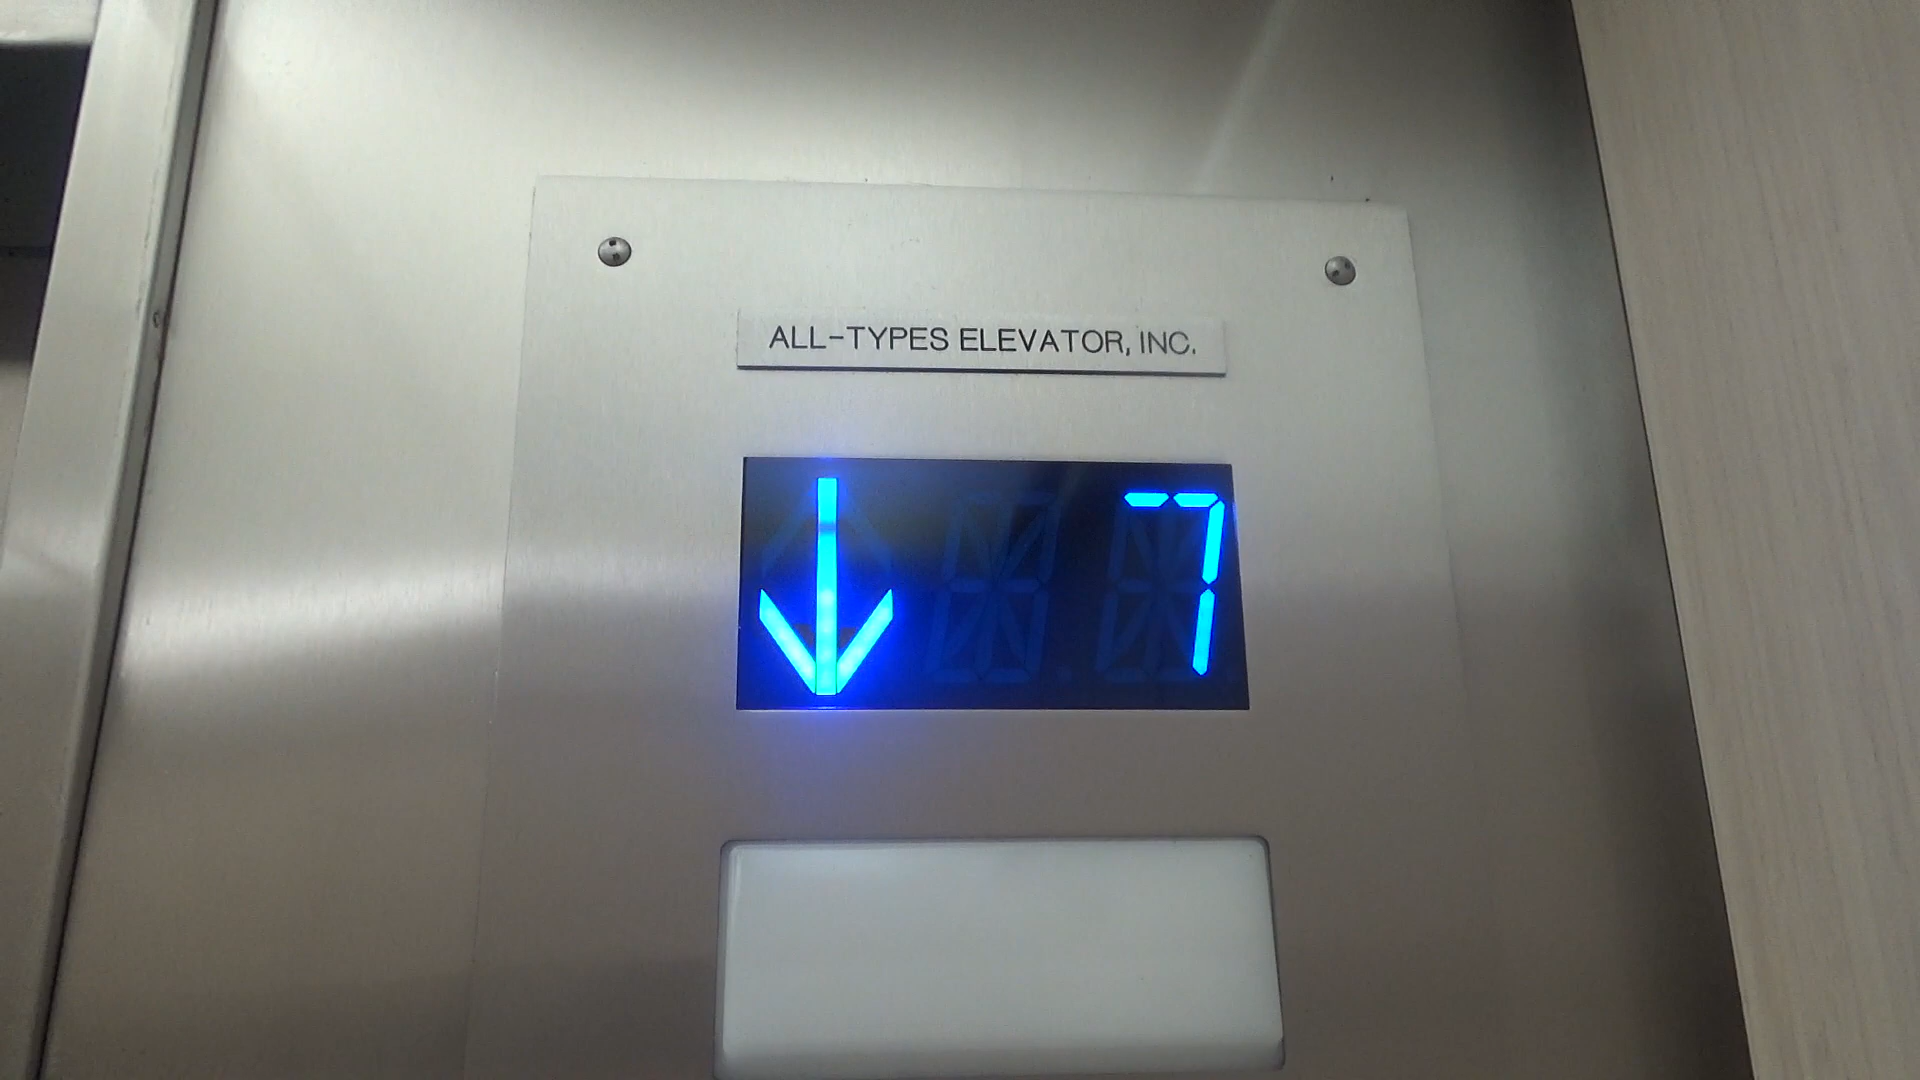 ALL-TYPES ELEVATOR, INC.
↓ 7